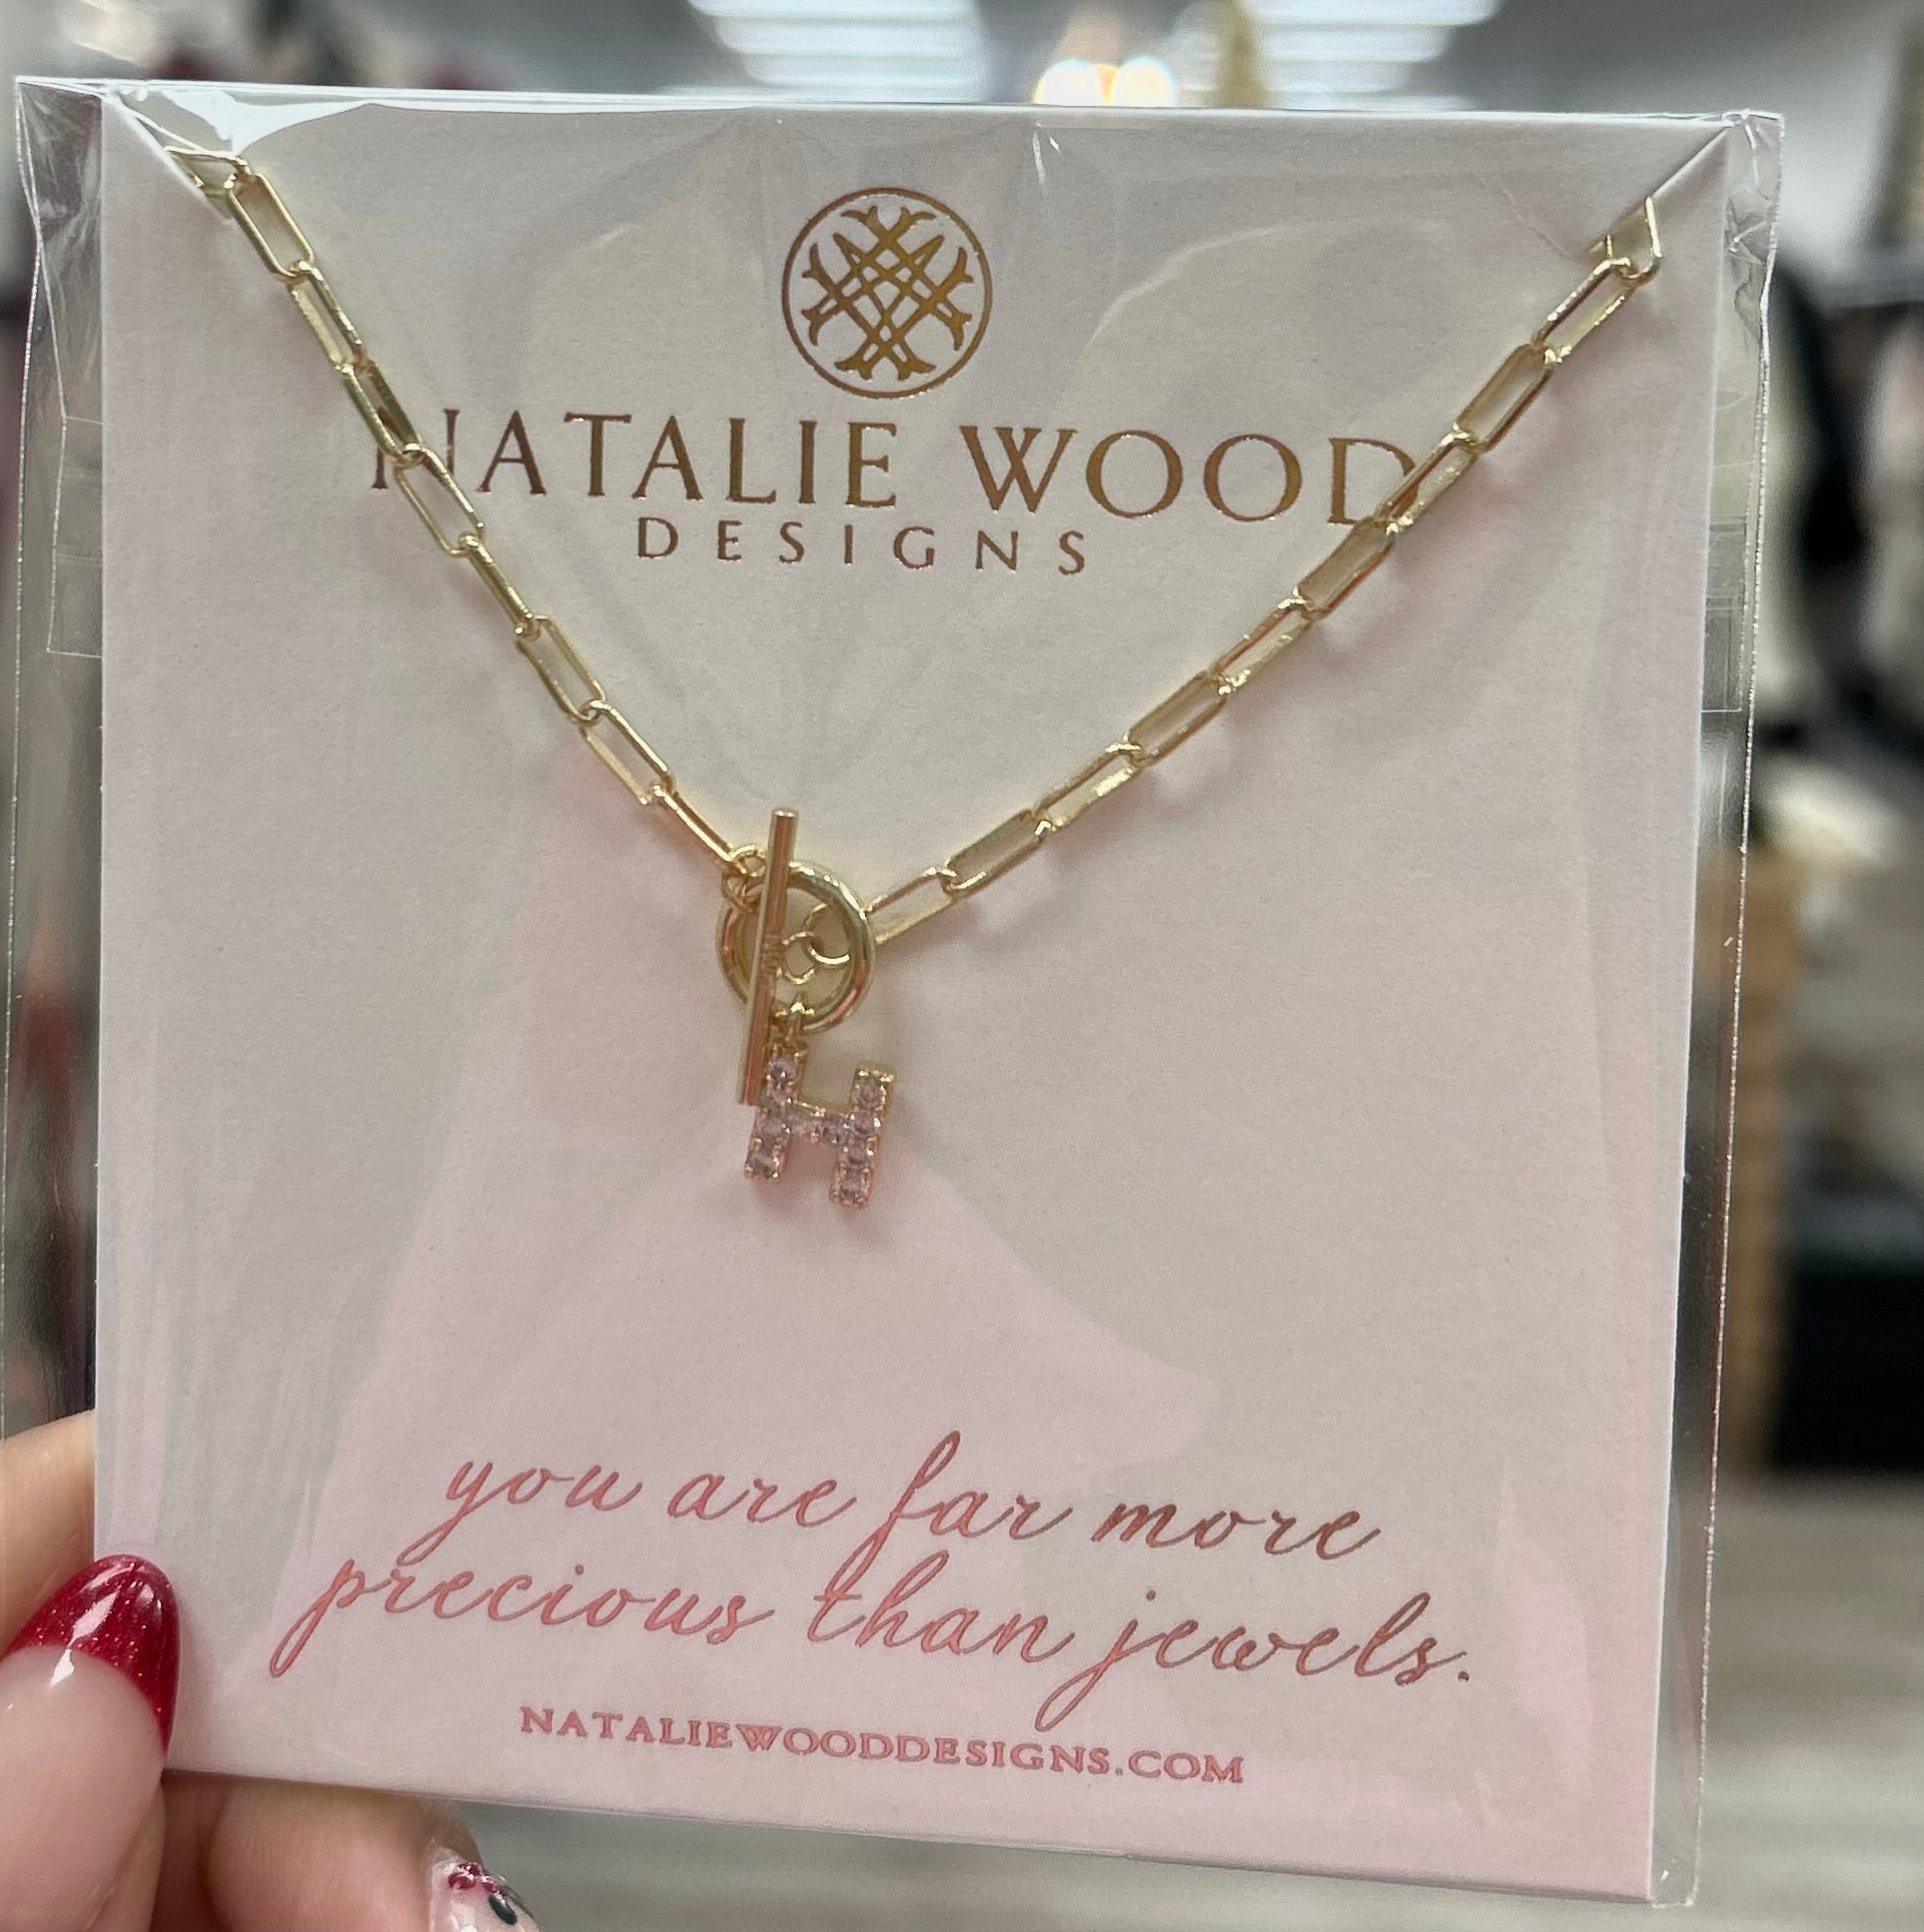 NATALIE WOOD
DESIGNS
H
you are far more
precious than jewels.
NATALIEWOODDESIGNS.COM